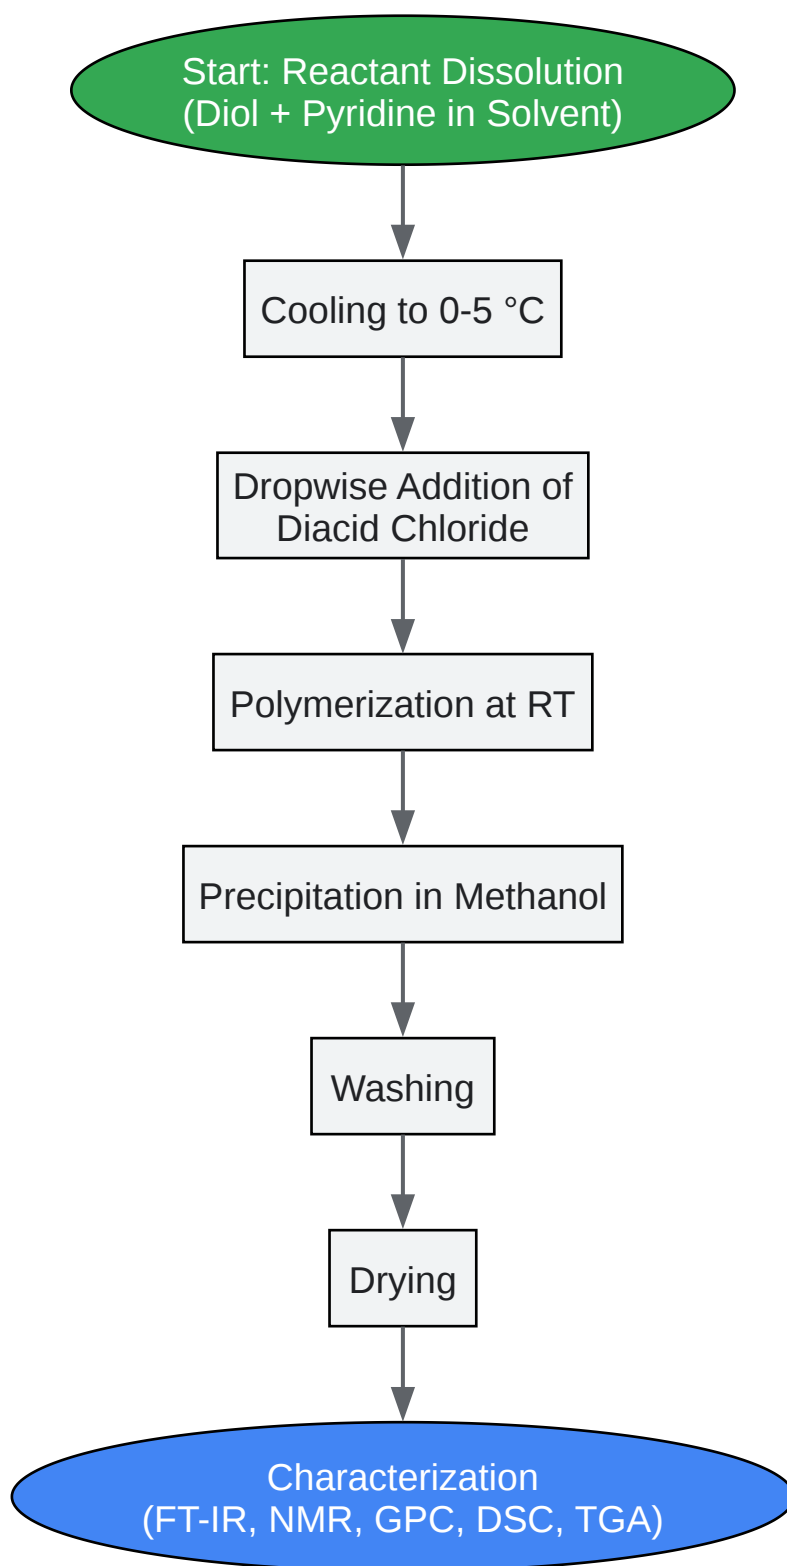 Start: Reactant Dissolution
(Diol + Pyridine in Solvent)
Cooling to 0-5 °C
Dropwise Addition of
Diacid Chloride
Polymerization at RT
Precipitation in Methanol
Washing
Drying
Characterization
(FT-IR, NMR, GPC, DSC, TGA)